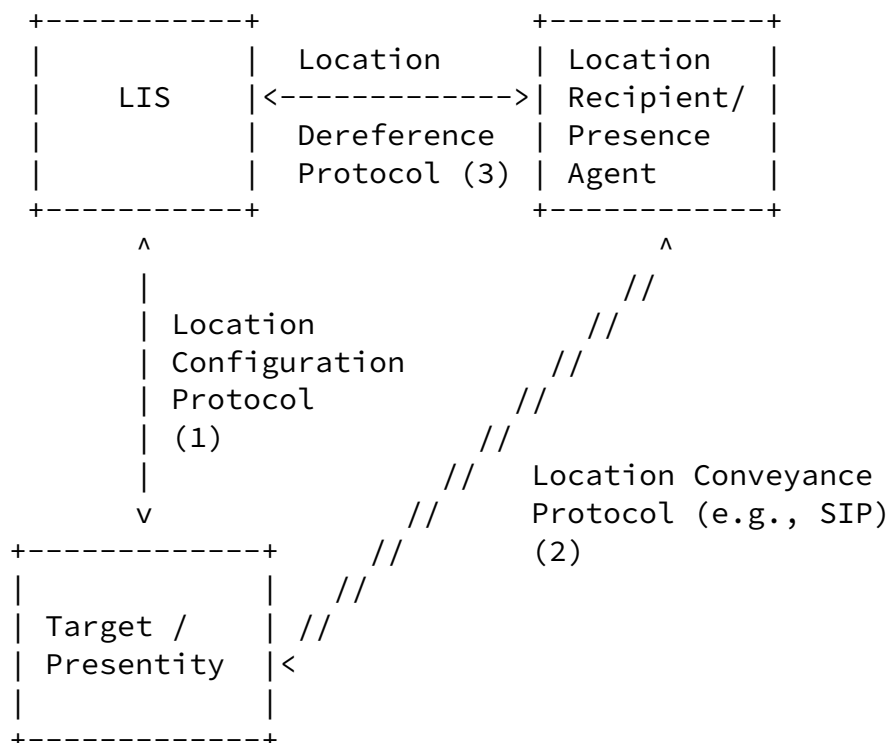 Location
LIS
Dereference
Protocol (3)
Location
Recipient/
Presence
Agent
Location
Configuration
Protocol
(1)
Location Conveyance
Protocol (e.g., SIP)
(2)
Target /
Presentity